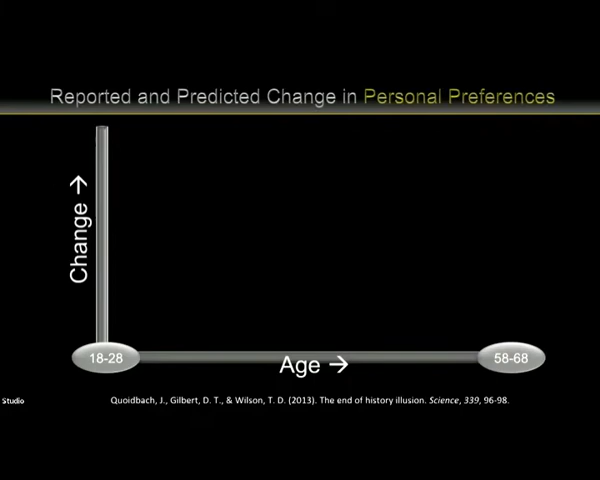 Reported and Predicted Change in Personal Preferences
Change →
18-28
Age →
58-68
Studio
Quoidbach, J., Gilbert, D. T., & Wilson, T. D. (2013). The end of history illusion. Science, 339, 96-98.